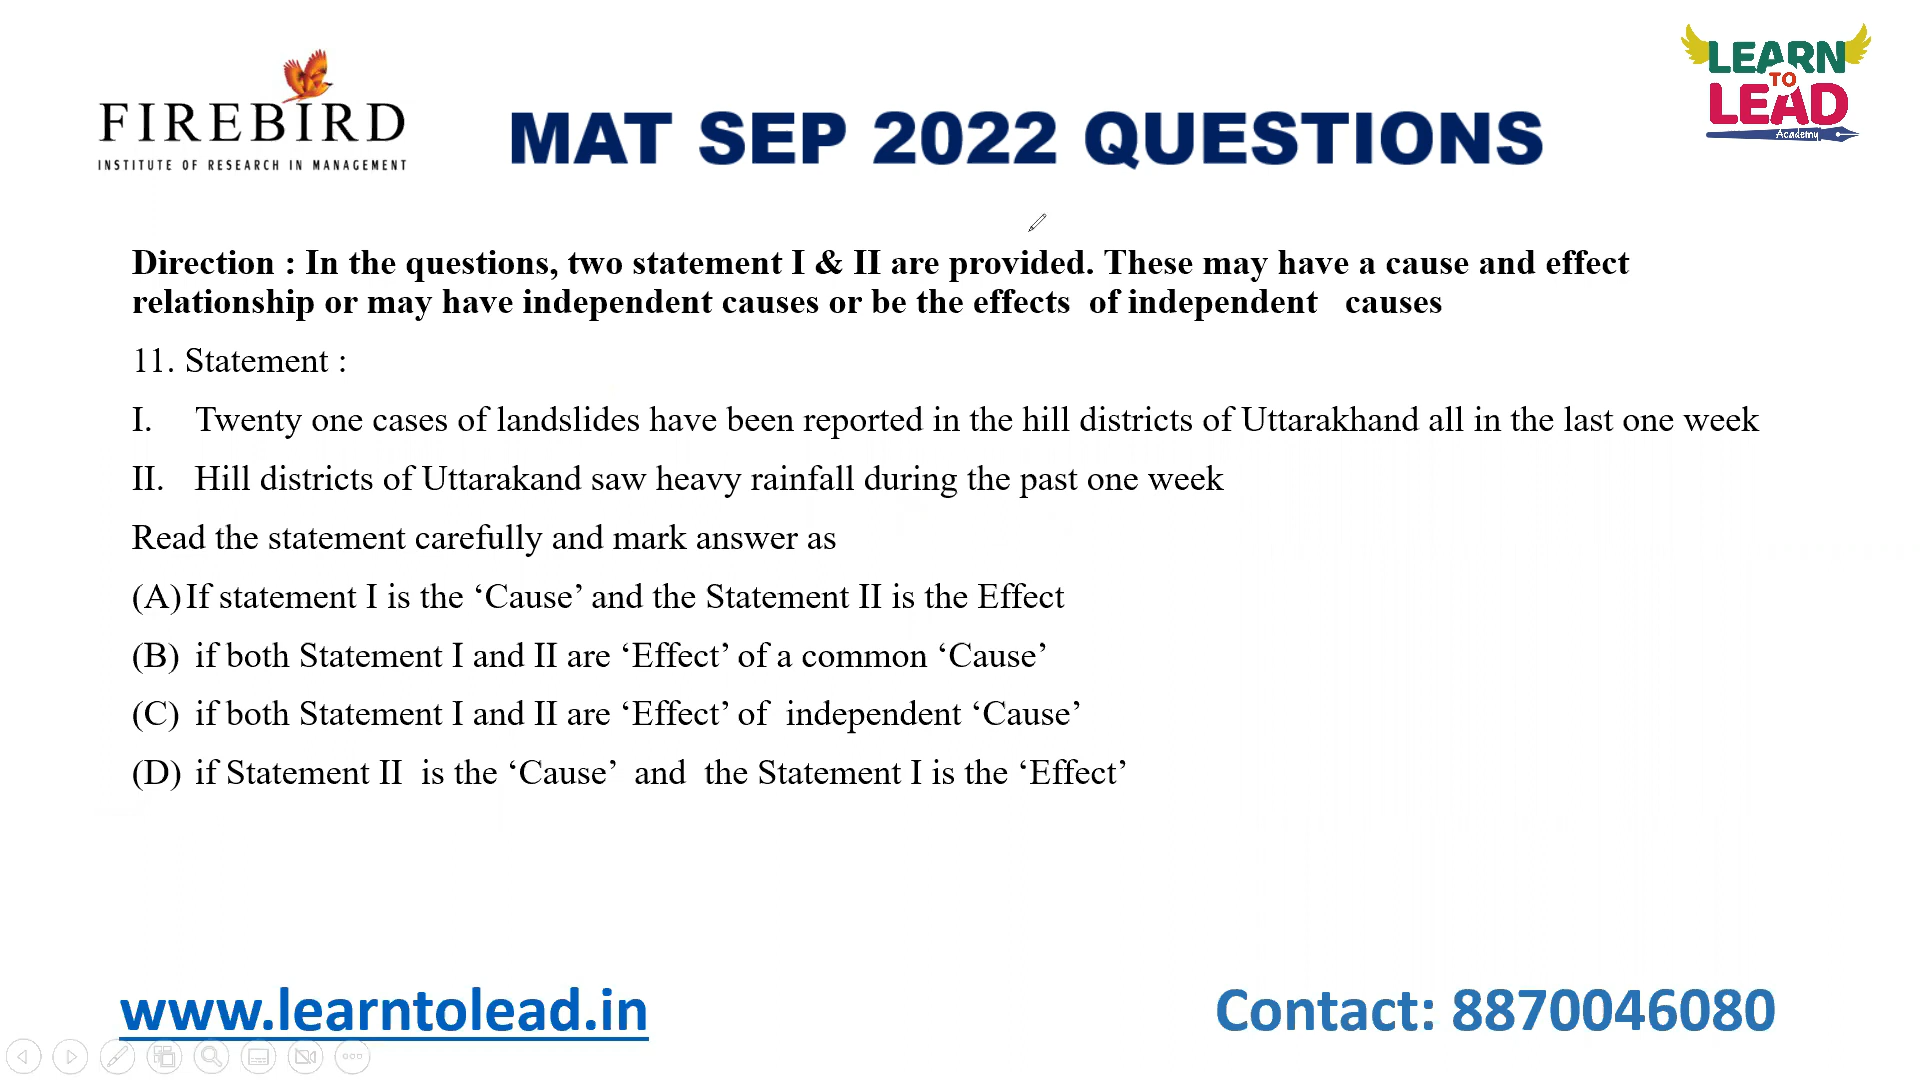 FIREBIRD
INSTITUTE OF RESEARCH IN MANAGEMENT
MAT SEP 2022 QUESTIONS
LEARN
TO
LEAD
Academy
Direction : In the questions, two statement I & II are provided. These may have a cause and effect
relationship or may have independent causes or be the effects of independent causes
11. Statement :
I. Twenty one cases of landslides have been reported in the hill districts of Uttarakhand all in the last one week
II. Hill districts of Uttarakand saw heavy rainfall during the past one week
Read the statement carefully and mark answer as
(A) If statement I is the ‘Cause’ and the Statement II is the Effect
(B) if both Statement I and II are ‘Effect’ of a common ‘Cause’
(C) if both Statement I and II are ‘Effect’ of independent ‘Cause’
(D) if Statement II is the ‘Cause’ and the Statement I is the ‘Effect’
www.learntolead.in
Contact: 8870046080